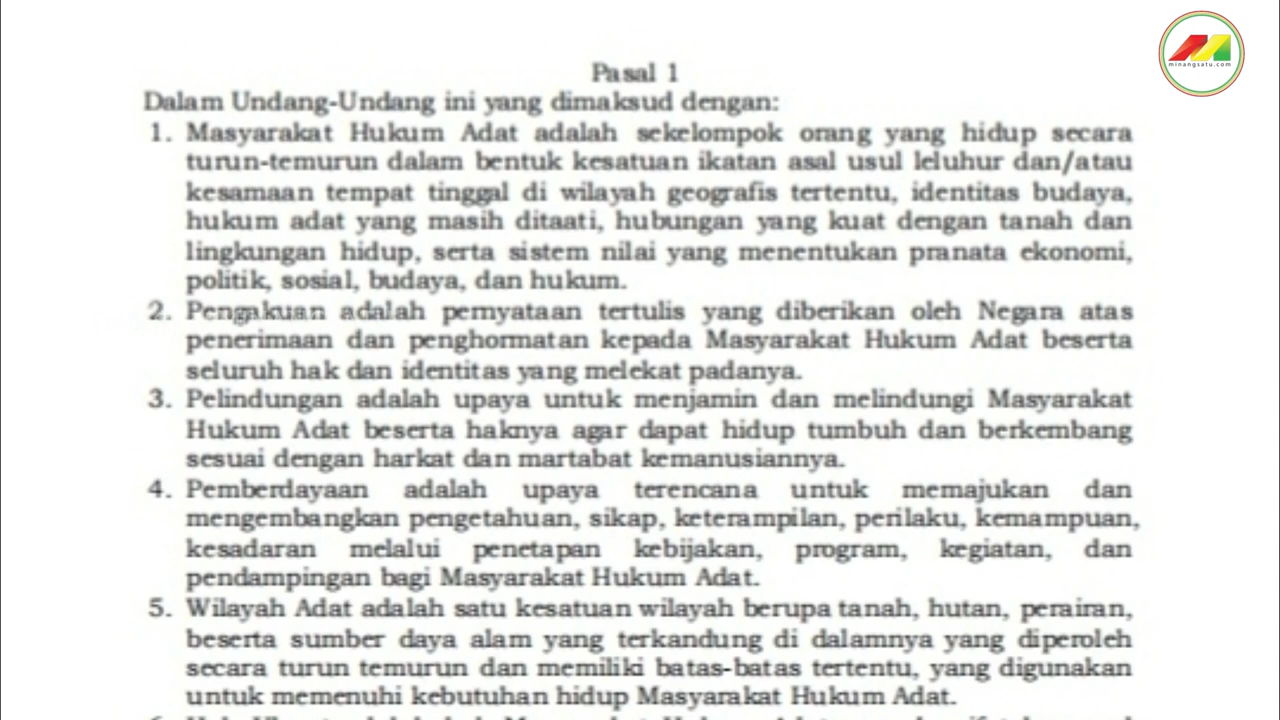 minangsatu.com
Pasal 1
Dalam Undang-Undang ini yang dimaksud dengan:
1. Masyarakat Hukum Adat adalah sekelompok orang yang hidup secara
turun-temurun dalam bentuk kesatuan ikatan asal usul leluhur dan/atau
kesamaan tempat tinggal di wilayah geografis tertentu, identitas budaya,
hukum adat yang masih ditaati, hubungan yang kuat dengan tanah dan
lingkungan hidup, serta sistem nilai yang menentukan pranata ekonomi,
politik, sosial, budaya, dan hukum.
2. Pengakuan adalah pernyataan tertulis yang diberikan oleh Negara atas
penerimaan dan penghormatan kepada Masyarakat Hukum Adat beserta
seluruh hak dan identitas yang melekat padanya.
3. Pelindungan adalah upaya untuk menjamin dan melindungi Masyarakat
Hukum Adat beserta haknya agar dapat hidup tumbuh dan berkembang
sesuai dengan harkat dan martabat kemanusiannya.
4. Pemberdayaan adalah upaya terencana untuk memajukan dan
mengembangkan pengetahuan, sikap, keterampilan, perilaku, kemampuan,
kesadaran melalui penetapan kebijakan, program, kegiatan, dan
pendampingan bagi Masyarakat Hukum Adat.
5. Wilayah Adat adalah satu kesatuan wilayah berupa tanah, hutan, perairan,
beserta sumber daya alam yang terkandung di dalamnya yang diperoleh
secara turun temurun dan memiliki batas-batas tertentu, yang digunakan
untuk memenuhi kebutuhan hidup Masyarakat Hukum Adat.